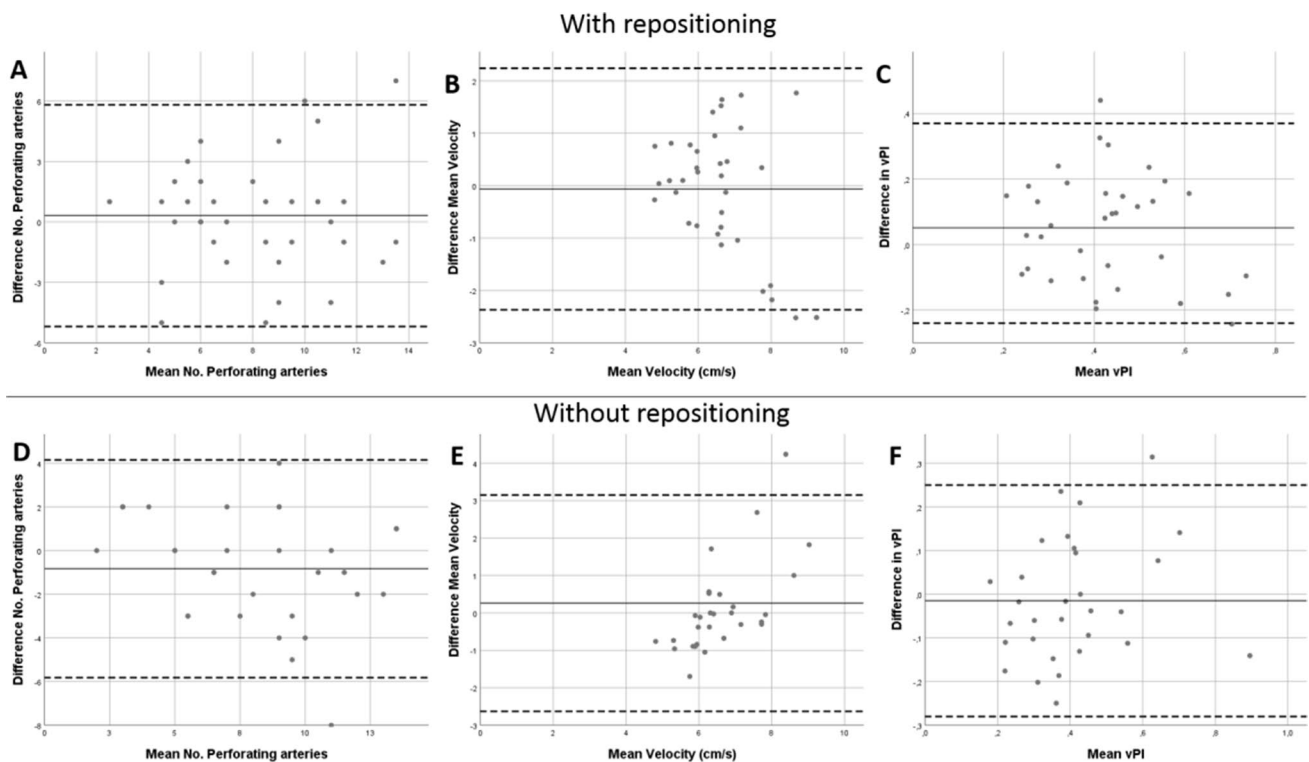 With repositioning
A
Difference No. Perforating arteries
6
3
0
-3
-6
0 2 4 6 8 10 12 14
Mean No. Perforating arteries
B
Difference Mean Velocity
2
1
0
-1
-2
-3
0 2 4 6 8 10
Mean Velocity (cm/s)
C
Difference in vPI
,4
,2
,0
-,2
,0 ,2 ,4 ,6 ,8
Mean vPI
Without repositioning
D
Difference No. Perforating arteries
4
2
0
-2
-4
-6
-8
0 3 5 8 10 13
Mean No. Perforating arteries
E
Difference Mean Velocity
4
3
2
1
0
-1
-2
-3
0 2 4 6 8 10
Mean Velocity (cm/s)
F
Difference in vPI
,3
,2
,1
,0
-,1
-,2
-,3
,0 ,2 ,4 ,6 ,8 1,0
Mean vPI